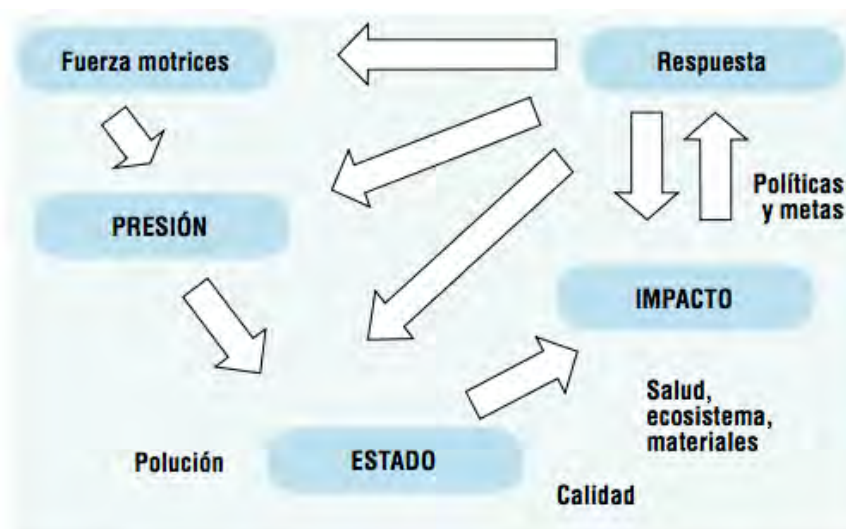 Fuerza motrices
Respuesta
Políticas
y metas
PRESIÓN
IMPACTO
Salud,
ecosistema,
materiales
Polución
ESTADO
Calidad